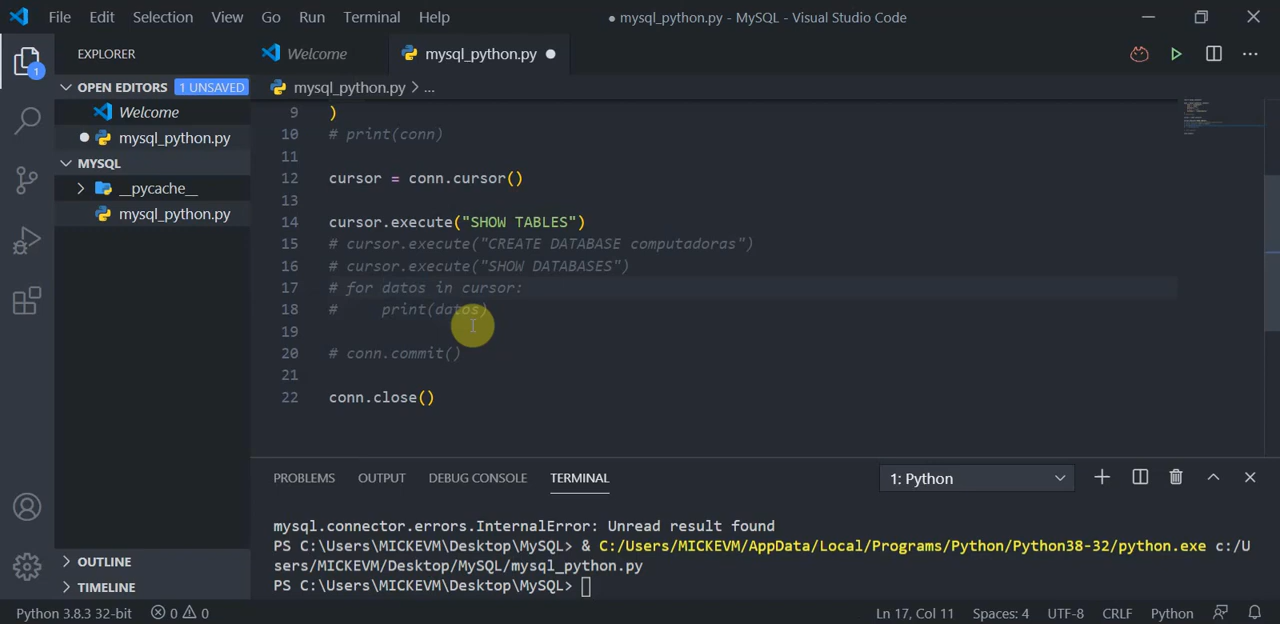 File Edit Selection View Go Run Terminal Help
● mysql_python.py - MySQL - Visual Studio Code
EXPLORER
OPEN EDITORS 1 UNSAVED
Welcome
mysql_python.py
MYSQL
__pycache__
mysql_python.py
OUTLINE
TIMELINE
1
Welcome mysql_python.py
mysql_python.py > ...
9 )
10 # print(conn)
11
12 cursor = conn.cursor()
13
14 cursor.execute("SHOW TABLES")
15 # cursor.execute("CREATE DATABASE computadoras")
16 # cursor.execute("SHOW DATABASES")
17 # for datos in cursor:
18 #     print(datos)
19
20 # conn.commit()
21
22 conn.close()
PROBLEMS OUTPUT DEBUG CONSOLE TERMINAL 1: Python
mysql.connector.errors.InternalError: Unread result found
PS C:\Users\MICKEVM\Desktop\MySQL> & C:/Users/MICKEVM/AppData/Local/Programs/Python/Python38-32/python.exe c:/U
sers/MICKEVM/Desktop/MySQL/mysql_python.py
PS C:\Users\MICKEVM\Desktop\MySQL>
Python 3.8.3 32-bit 0 0 Ln 17, Col 11 Spaces: 4 UTF-8 CRLF Python